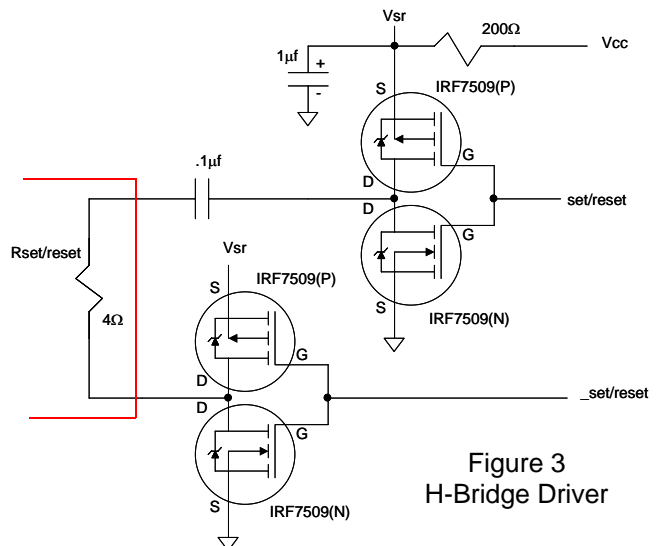 Vsr
200Ω
Vcc
1µf
+
-
S
IRF7509(P)
G
D
.1µf
set/reset
D
G
S
IRF7509(N)
Rset/reset
4Ω
Vsr
S
IRF7509(P)
G
D
_set/reset
D
G
S
IRF7509(N)
Figure 3
H-Bridge Driver